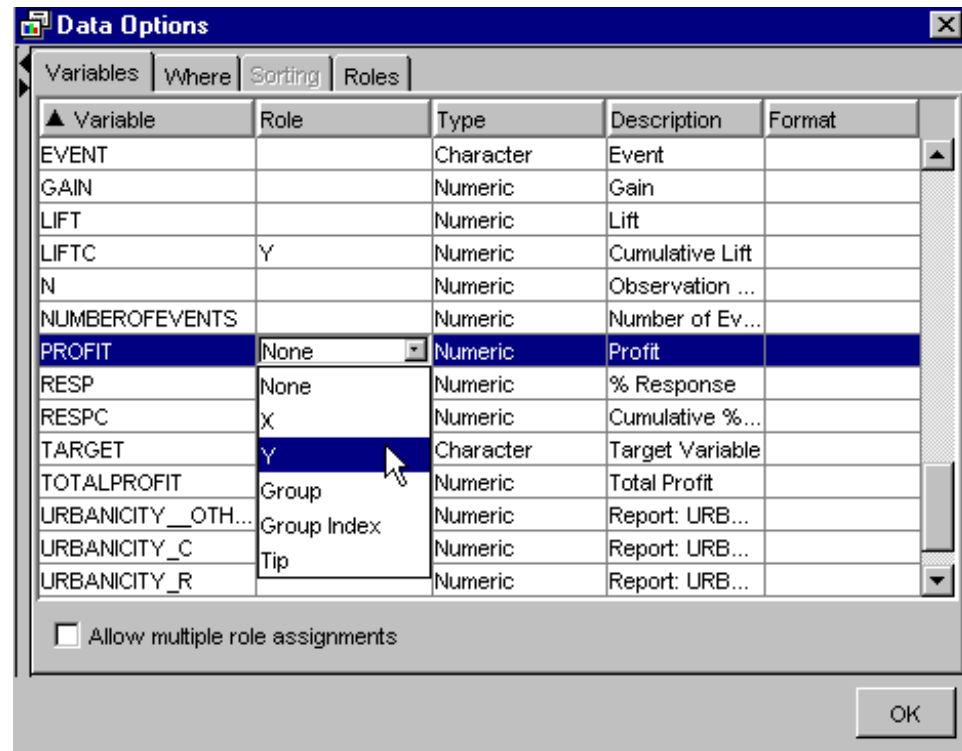 Data Options
Variables Where Sorting Roles
Variable Role Type Description Format
EVENT Character Event
GAIN Numeric Gain
LIFT Numeric Lift
LIFTC Y Numeric Cumulative Lift
N Numeric Observation ...
NUMBEROFEVENTS Numeric Number of Ev...
PROFIT None Numeric Profit
RESP None Numeric % Response
RESPC X Numeric Cumulative %...
TARGET Y Character Target Variable
TOTALPROFIT Group Numeric Total Profit
URBANICITY__OTH... Group Index Numeric Report: URB...
URBANICITY_C Tip Numeric Report: URB...
URBANICITY_R Numeric Report: URB...
Allow multiple role assignments
OK